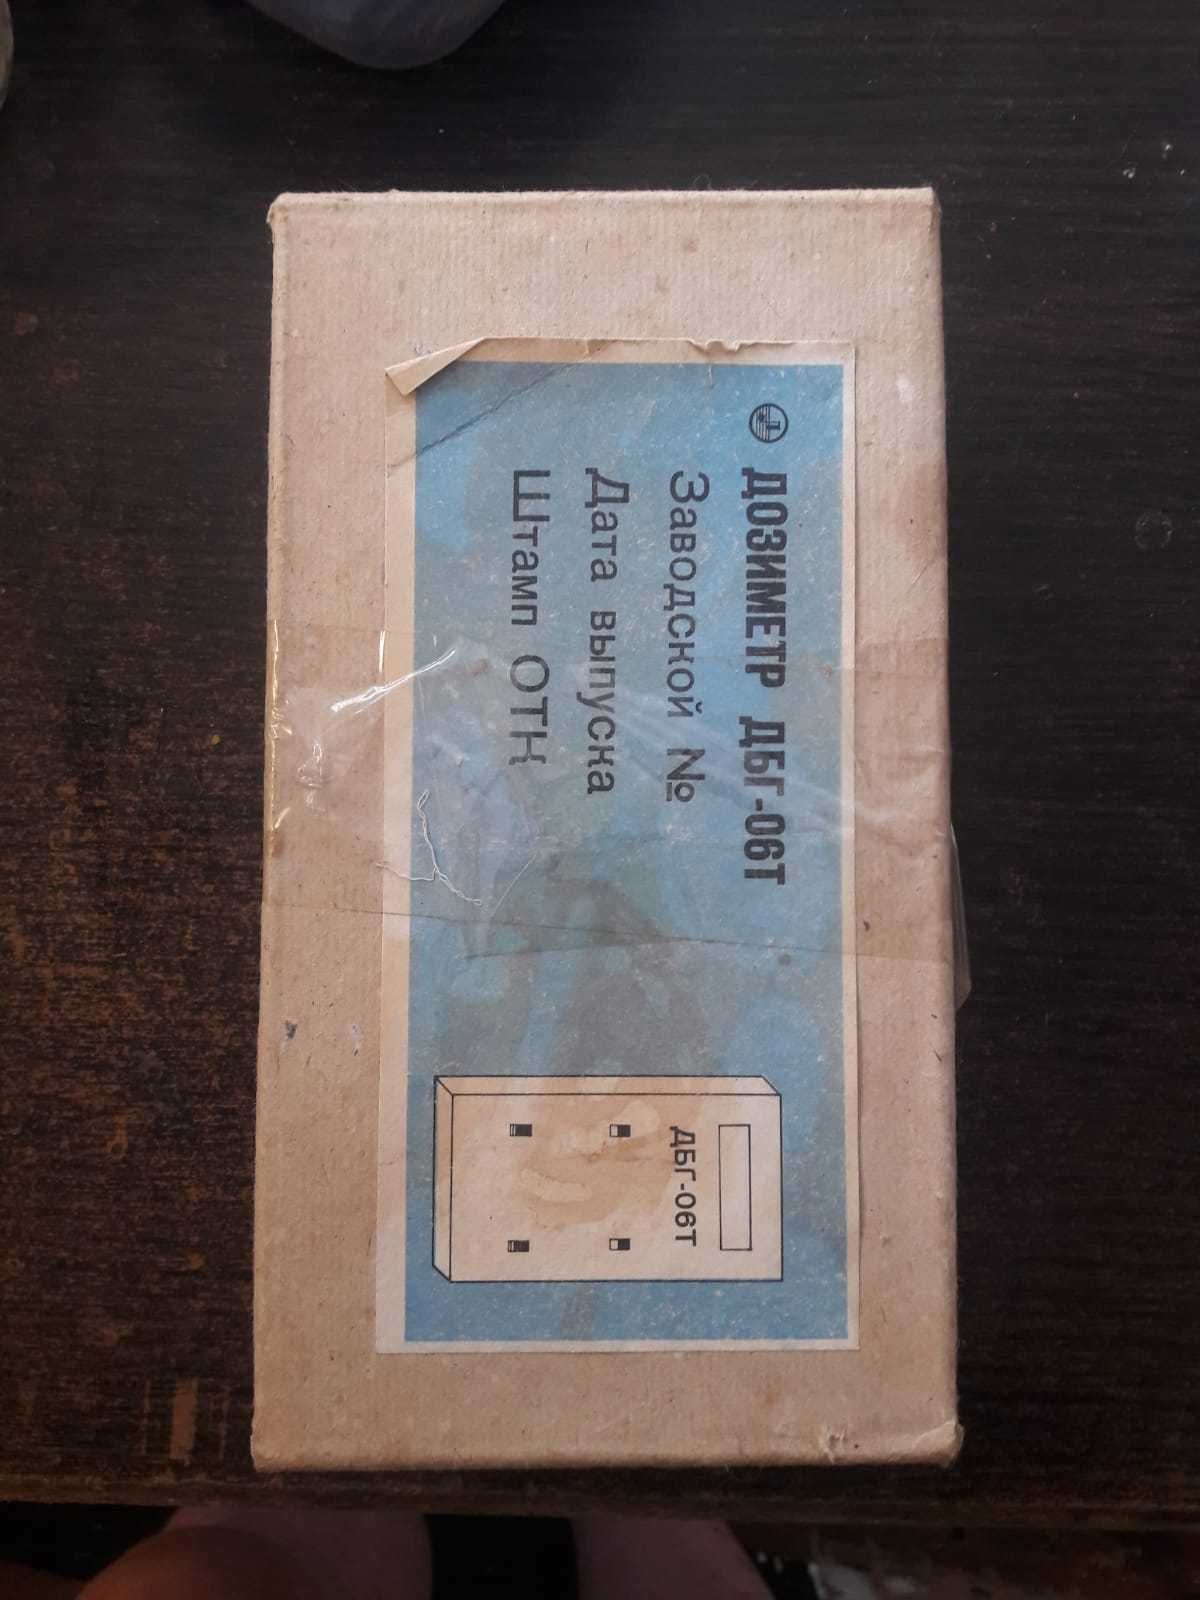 ДОЗИМЕТР ДБГ-06Т
Заводской №
Дата выпуска
Штамп ОТК
ДБГ-06Т